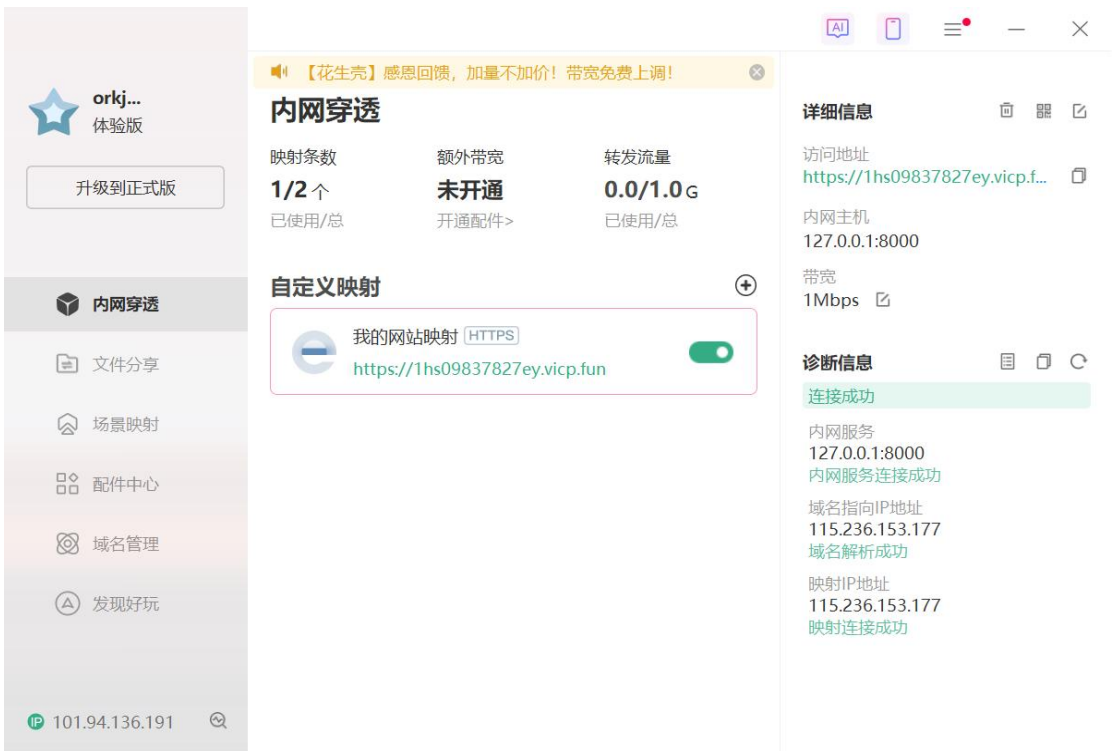 AI
orkj...
体验版
升级到正式版
内网穿透
文件分享
场景映射
配件中心
域名管理
发现好玩
IP 101.94.136.191
【花生壳】感恩回馈，加量不加价！带宽免费上调！
内网穿透
映射条数
1/2 个
已使用/总
额外带宽
未开通
开通配件>
转发流量
0.0/1.0 G
已使用/总
自定义映射
我的网站映射 HTTPS
https://1hs09837827ey.vicp.fun
详细信息
访问地址
https://1hs09837827ey.vicp.f...
内网主机
127.0.0.1:8000
带宽
1Mbps
诊断信息
连接成功
内网服务
127.0.0.1:8000
内网服务连接成功
域名指向IP地址
115.236.153.177
域名解析成功
映射IP地址
115.236.153.177
映射连接成功